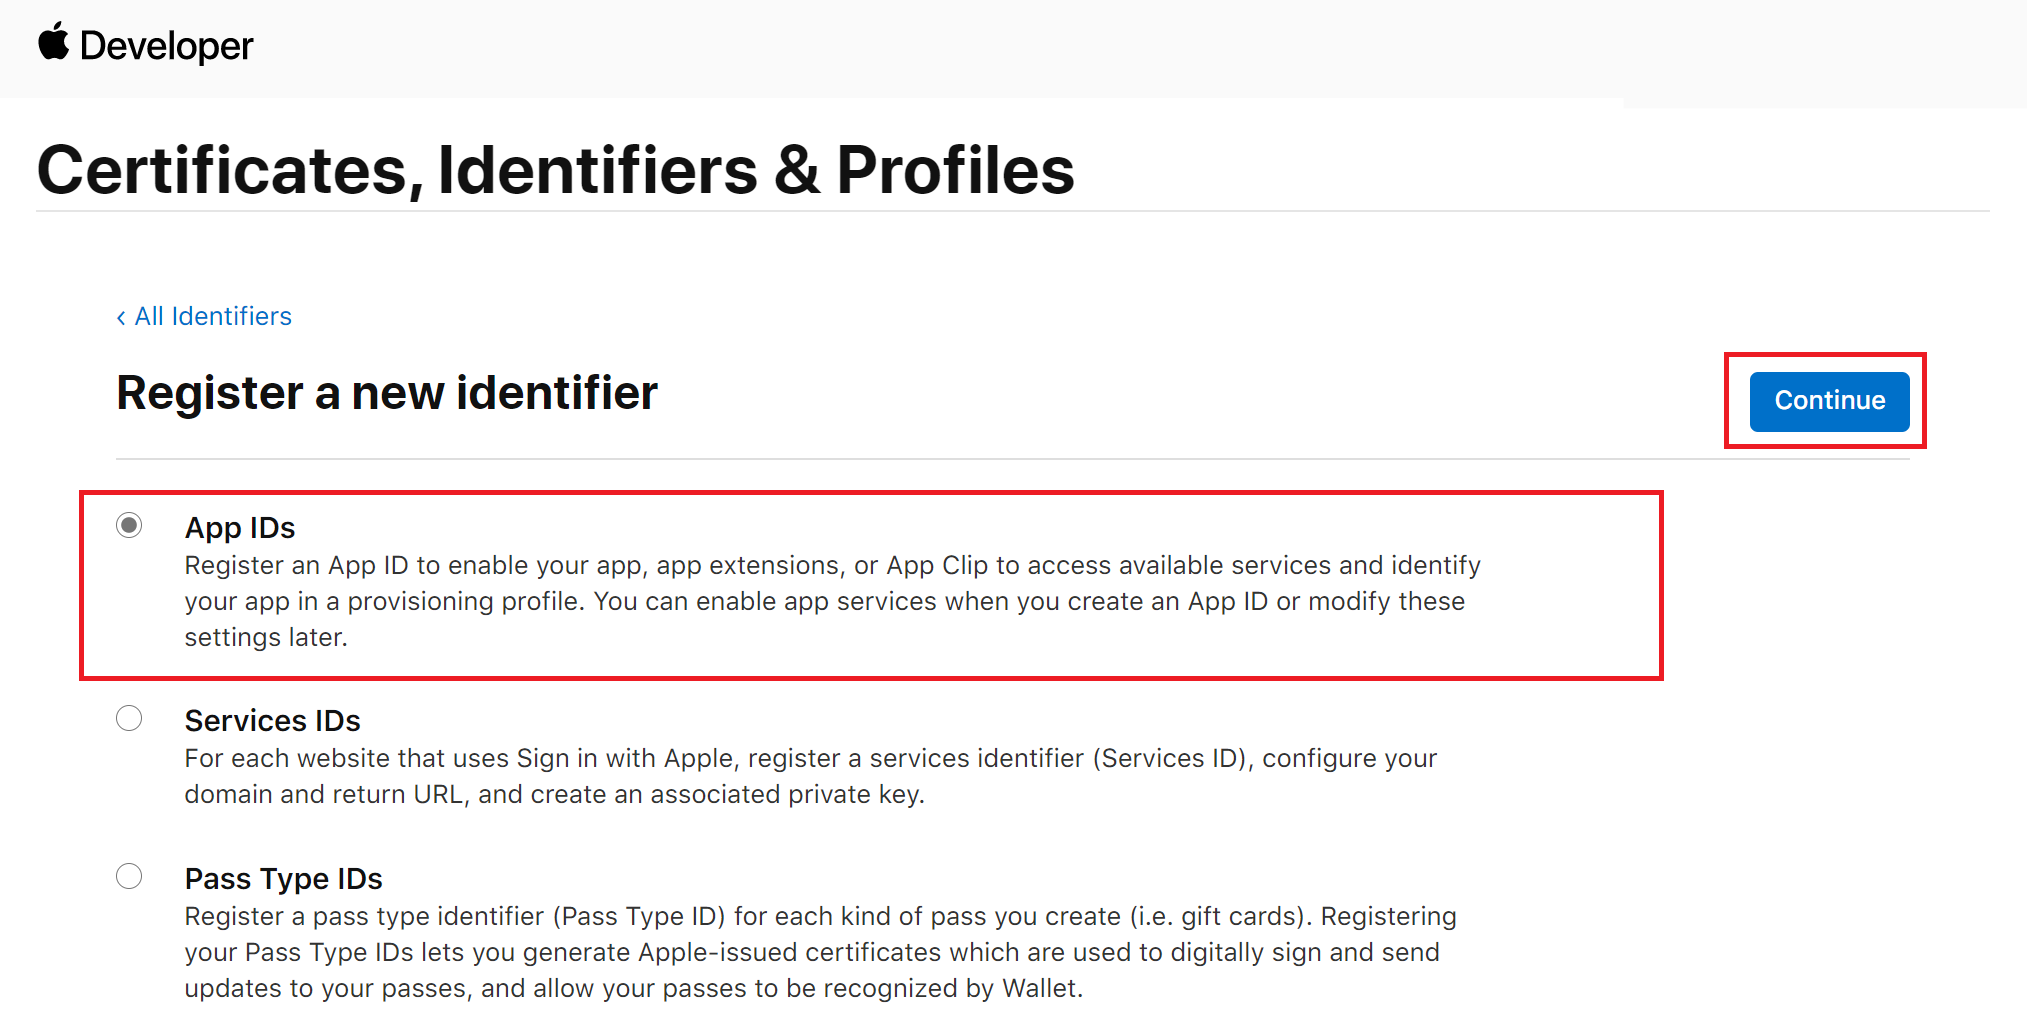 Developer
Certificates, Identifiers & Profiles
‹ All Identifiers
Register a new identifier
Continue
App IDs
Register an App ID to enable your app, app extensions, or App Clip to access available services and identify
your app in a provisioning profile. You can enable app services when you create an App ID or modify these
settings later.
Services IDs
For each website that uses Sign in with Apple, register a services identifier (Services ID), configure your
domain and return URL, and create an associated private key.
Pass Type IDs
Register a pass type identifier (Pass Type ID) for each kind of pass you create (i.e. gift cards). Registering
your Pass Type IDs lets you generate Apple-issued certificates which are used to digitally sign and send
updates to your passes, and allow your passes to be recognized by Wallet.